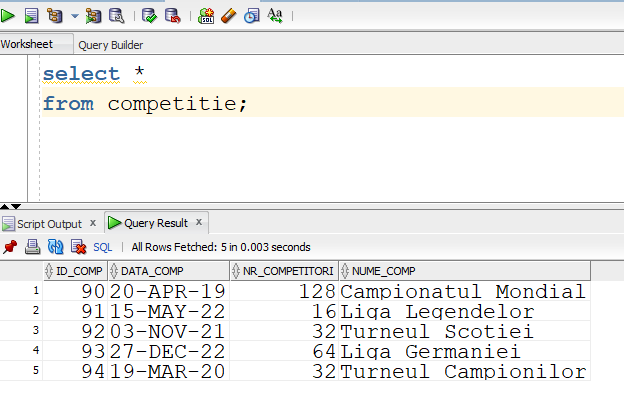 SQL
Aa
Worksheet Query Builder
select *
from competitie;
Script Output x Query Result x
SQL | All Rows Fetched: 5 in 0.003 seconds
ID_COMP DATA_COMP NR_COMPETITORI NUME_COMP
1 90 20-APR-19 128 Campionatul Mondial
2 91 15-MAY-22 16 Liga Legendelor
3 92 03-NOV-21 32 Turneul Scotiei
4 93 27-DEC-22 64 Liga Germaniei
5 94 19-MAR-20 32 Turneul Campionilor